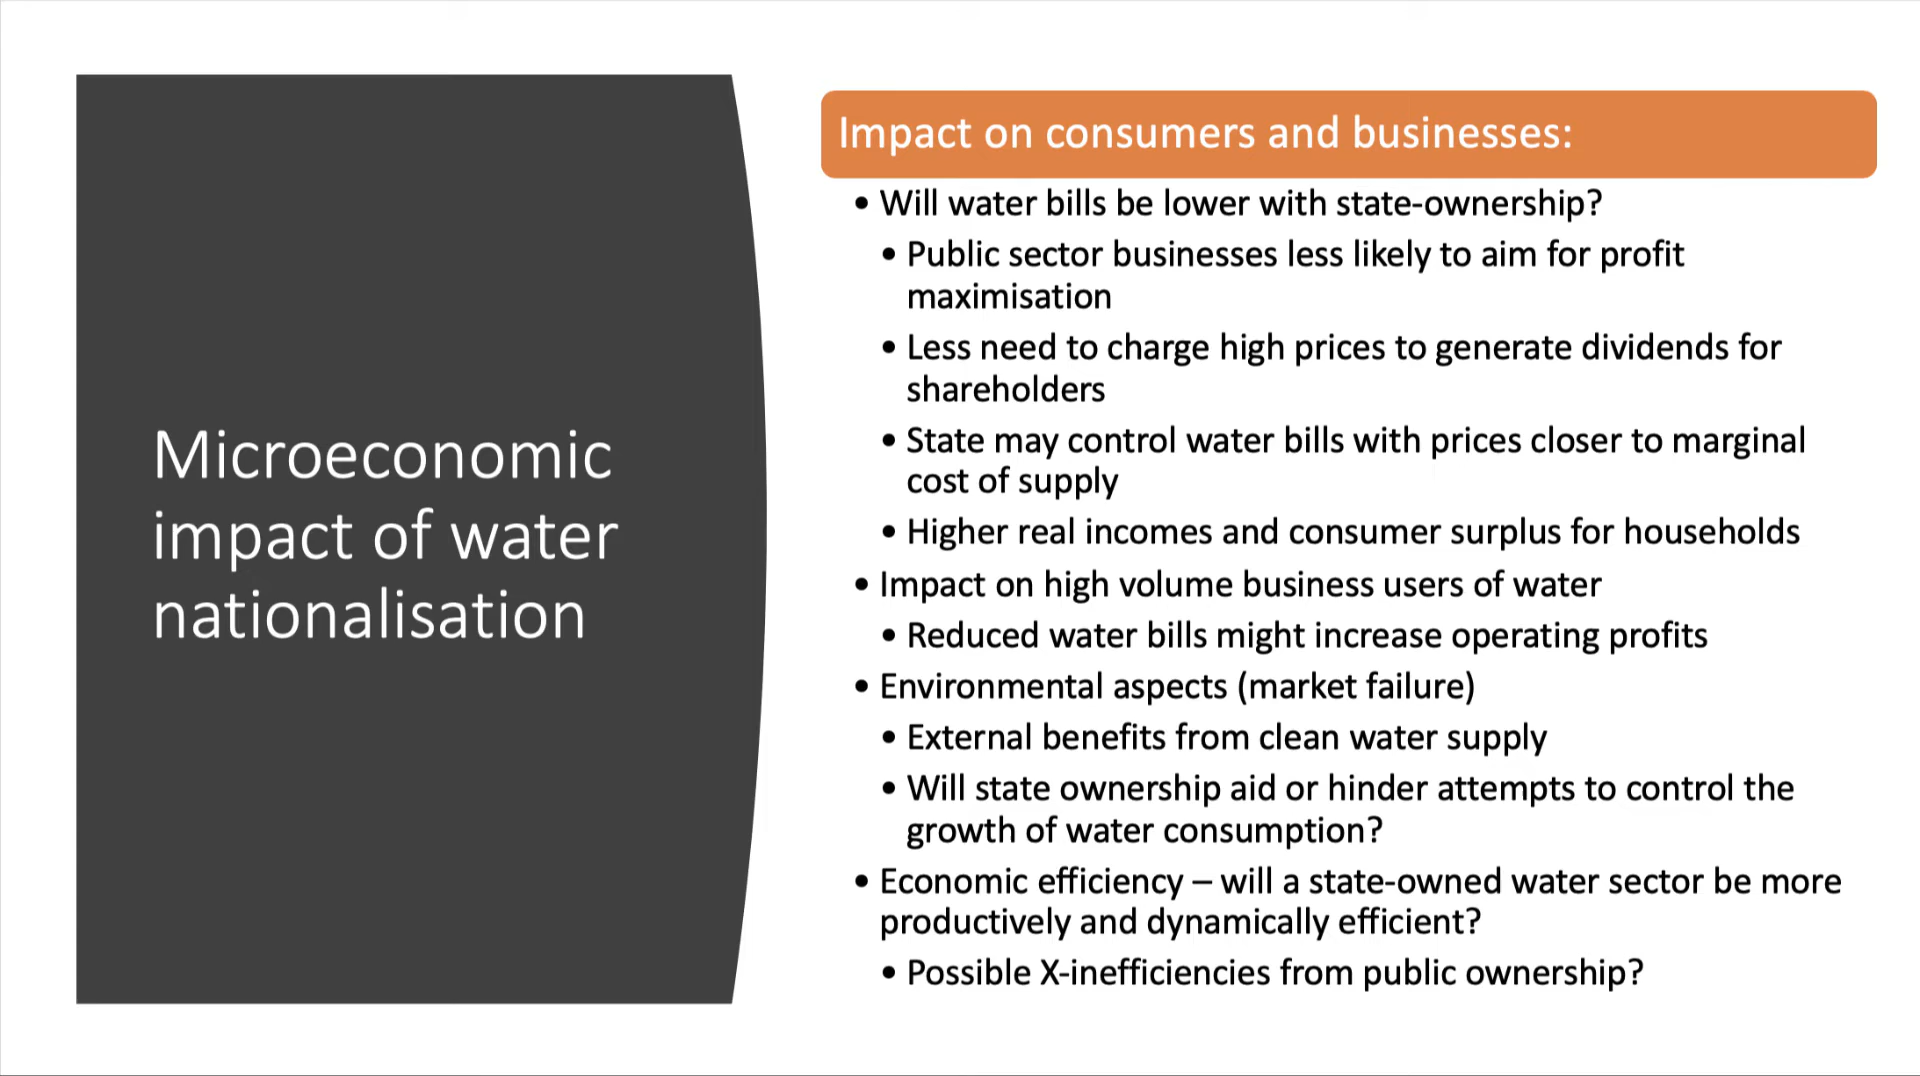 Microeconomic
impact of water
nationalisation
Impact on consumers and businesses:
• Will water bills be lower with state-ownership?
• Public sector businesses less likely to aim for profit
maximisation
• Less need to charge high prices to generate dividends for
shareholders
• State may control water bills with prices closer to marginal
cost of supply
• Higher real incomes and consumer surplus for households
• Impact on high volume business users of water
• Reduced water bills might increase operating profits
• Environmental aspects (market failure)
• External benefits from clean water supply
• Will state ownership aid or hinder attempts to control the
growth of water consumption?
• Economic efficiency – will a state-owned water sector be more
productively and dynamically efficient?
• Possible X-inefficiencies from public ownership?